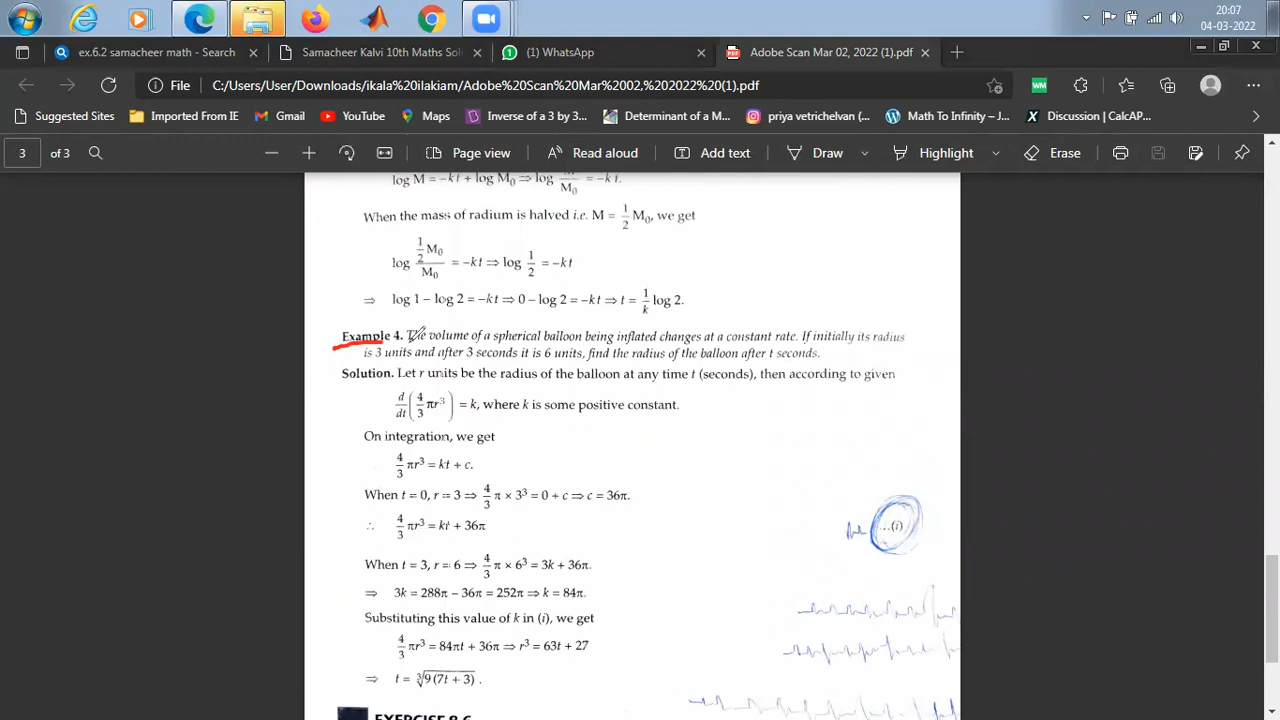 20:07
04-03-2022
ex.6.2 samacheer math - Search
Samacheer Kalvi 10th Maths Sol
(1) WhatsApp
Adobe Scan Mar 02, 2022 (1).pdf
File C:/Users/User/Downloads/ikala%20ilakiam/Adobe%20Scan%20Mar%2002,%202022%20(1).pdf
Suggested Sites Imported From IE Gmail YouTube Maps Inverse of a 3 by 3... Determinant of a M... priya vetrichelvan (... Math To Infinity – J... Discussion | CalcAP...
3 of 3 Page view Read aloud Add text Draw Highlight Erase
log M = –kt + log M₀ ⇒ log M/M₀ = –kt.
When the mass of radium is halved i.e. M = 1/2 M₀, we get
log (1/2 M₀)/M₀ = –kt ⇒ log 1/2 = –kt
⇒ log 1 – log 2 = –kt ⇒ 0 – log 2 = –kt ⇒ t = 1/k log 2.
Example 4. The volume of a spherical balloon being inflated changes at a constant rate. If initially its radius
is 3 units and after 3 seconds it is 6 units, find the radius of the balloon after t seconds.
Solution. Let r units be the radius of the balloon at any time t (seconds), then according to given
d/dt (4/3 πr³) = k, where k is some positive constant.
On integration, we get
4/3 πr³ = kt + c.
When t = 0, r = 3 ⇒ 4/3 π × 3³ = 0 + c ⇒ c = 36π.
∴ 4/3 πr³ = kt + 36π ...(i)
When t = 3, r = 6 ⇒ 4/3 π × 6³ = 3k + 36π.
⇒ 3k = 288π – 36π = 252π ⇒ k = 84π.
Substituting this value of k in (i), we get
4/3 πr³ = 84πt + 36π ⇒ r³ = 63t + 27
⇒ t = ∛9(7t + 3) .
EXERCISE 8.6